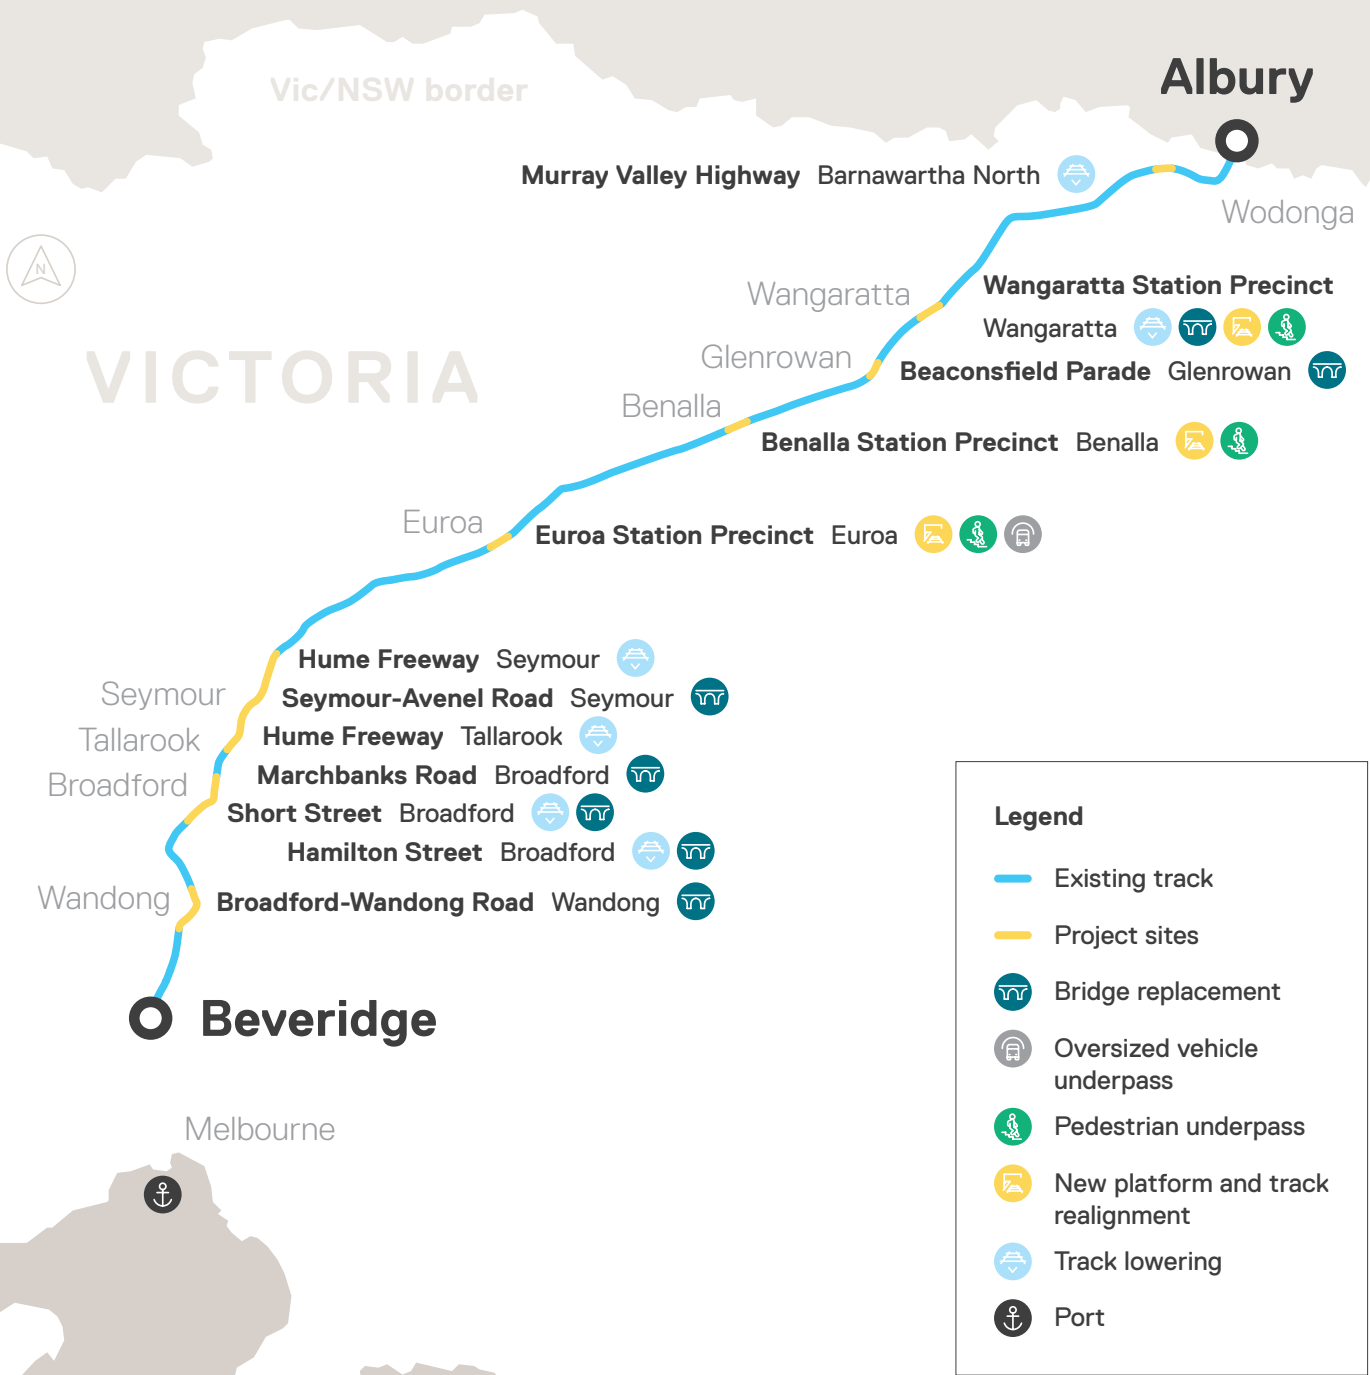 Vic/NSW border
Albury
Murray Valley Highway Barnawartha North
Wodonga
N
Wangaratta
Wangaratta Station Precinct
Wangaratta
VICTORIA
Glenrowan
Beaconsfield Parade Glenrowan
Benalla
Benalla Station Precinct Benalla
Euroa
Euroa Station Precinct Euroa
Hume Freeway Seymour
Seymour
Seymour-Avenel Road Seymour
Tallarook
Hume Freeway Tallarook
Broadford
Marchbanks Road Broadford
Short Street Broadford
Hamilton Street Broadford
Wandong
Broadford-Wandong Road Wandong
Beveridge
Melbourne
Legend
Existing track
Project sites
Bridge replacement
Oversized vehicle
underpass
Pedestrian underpass
New platform and track
realignment
Track lowering
Port